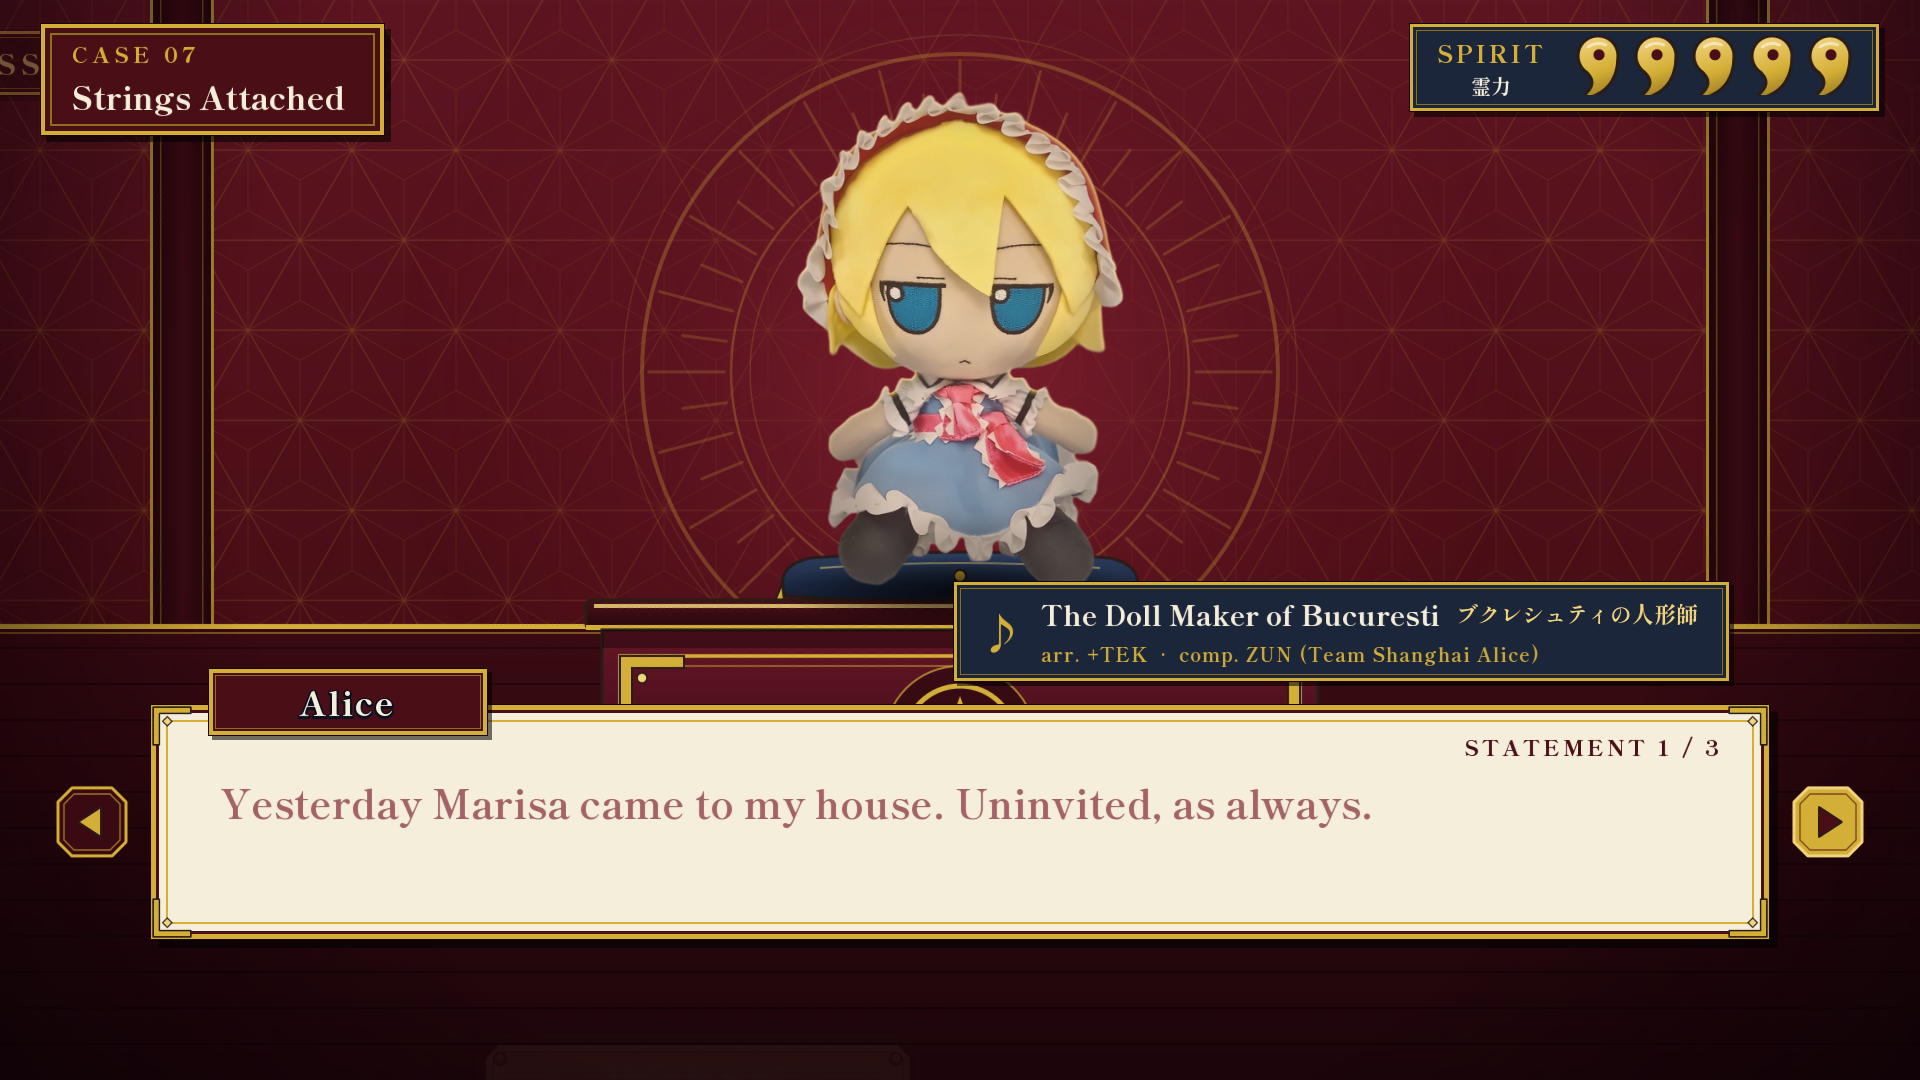 CASE 07
Strings Attached
SPIRIT
霊力
The Doll Maker of Bucuresti ブクレシュティの人形師
arr. +TEK · comp. ZUN (Team Shanghai Alice)
Alice
STATEMENT 1 / 3
Yesterday Marisa came to my house. Uninvited, as always.